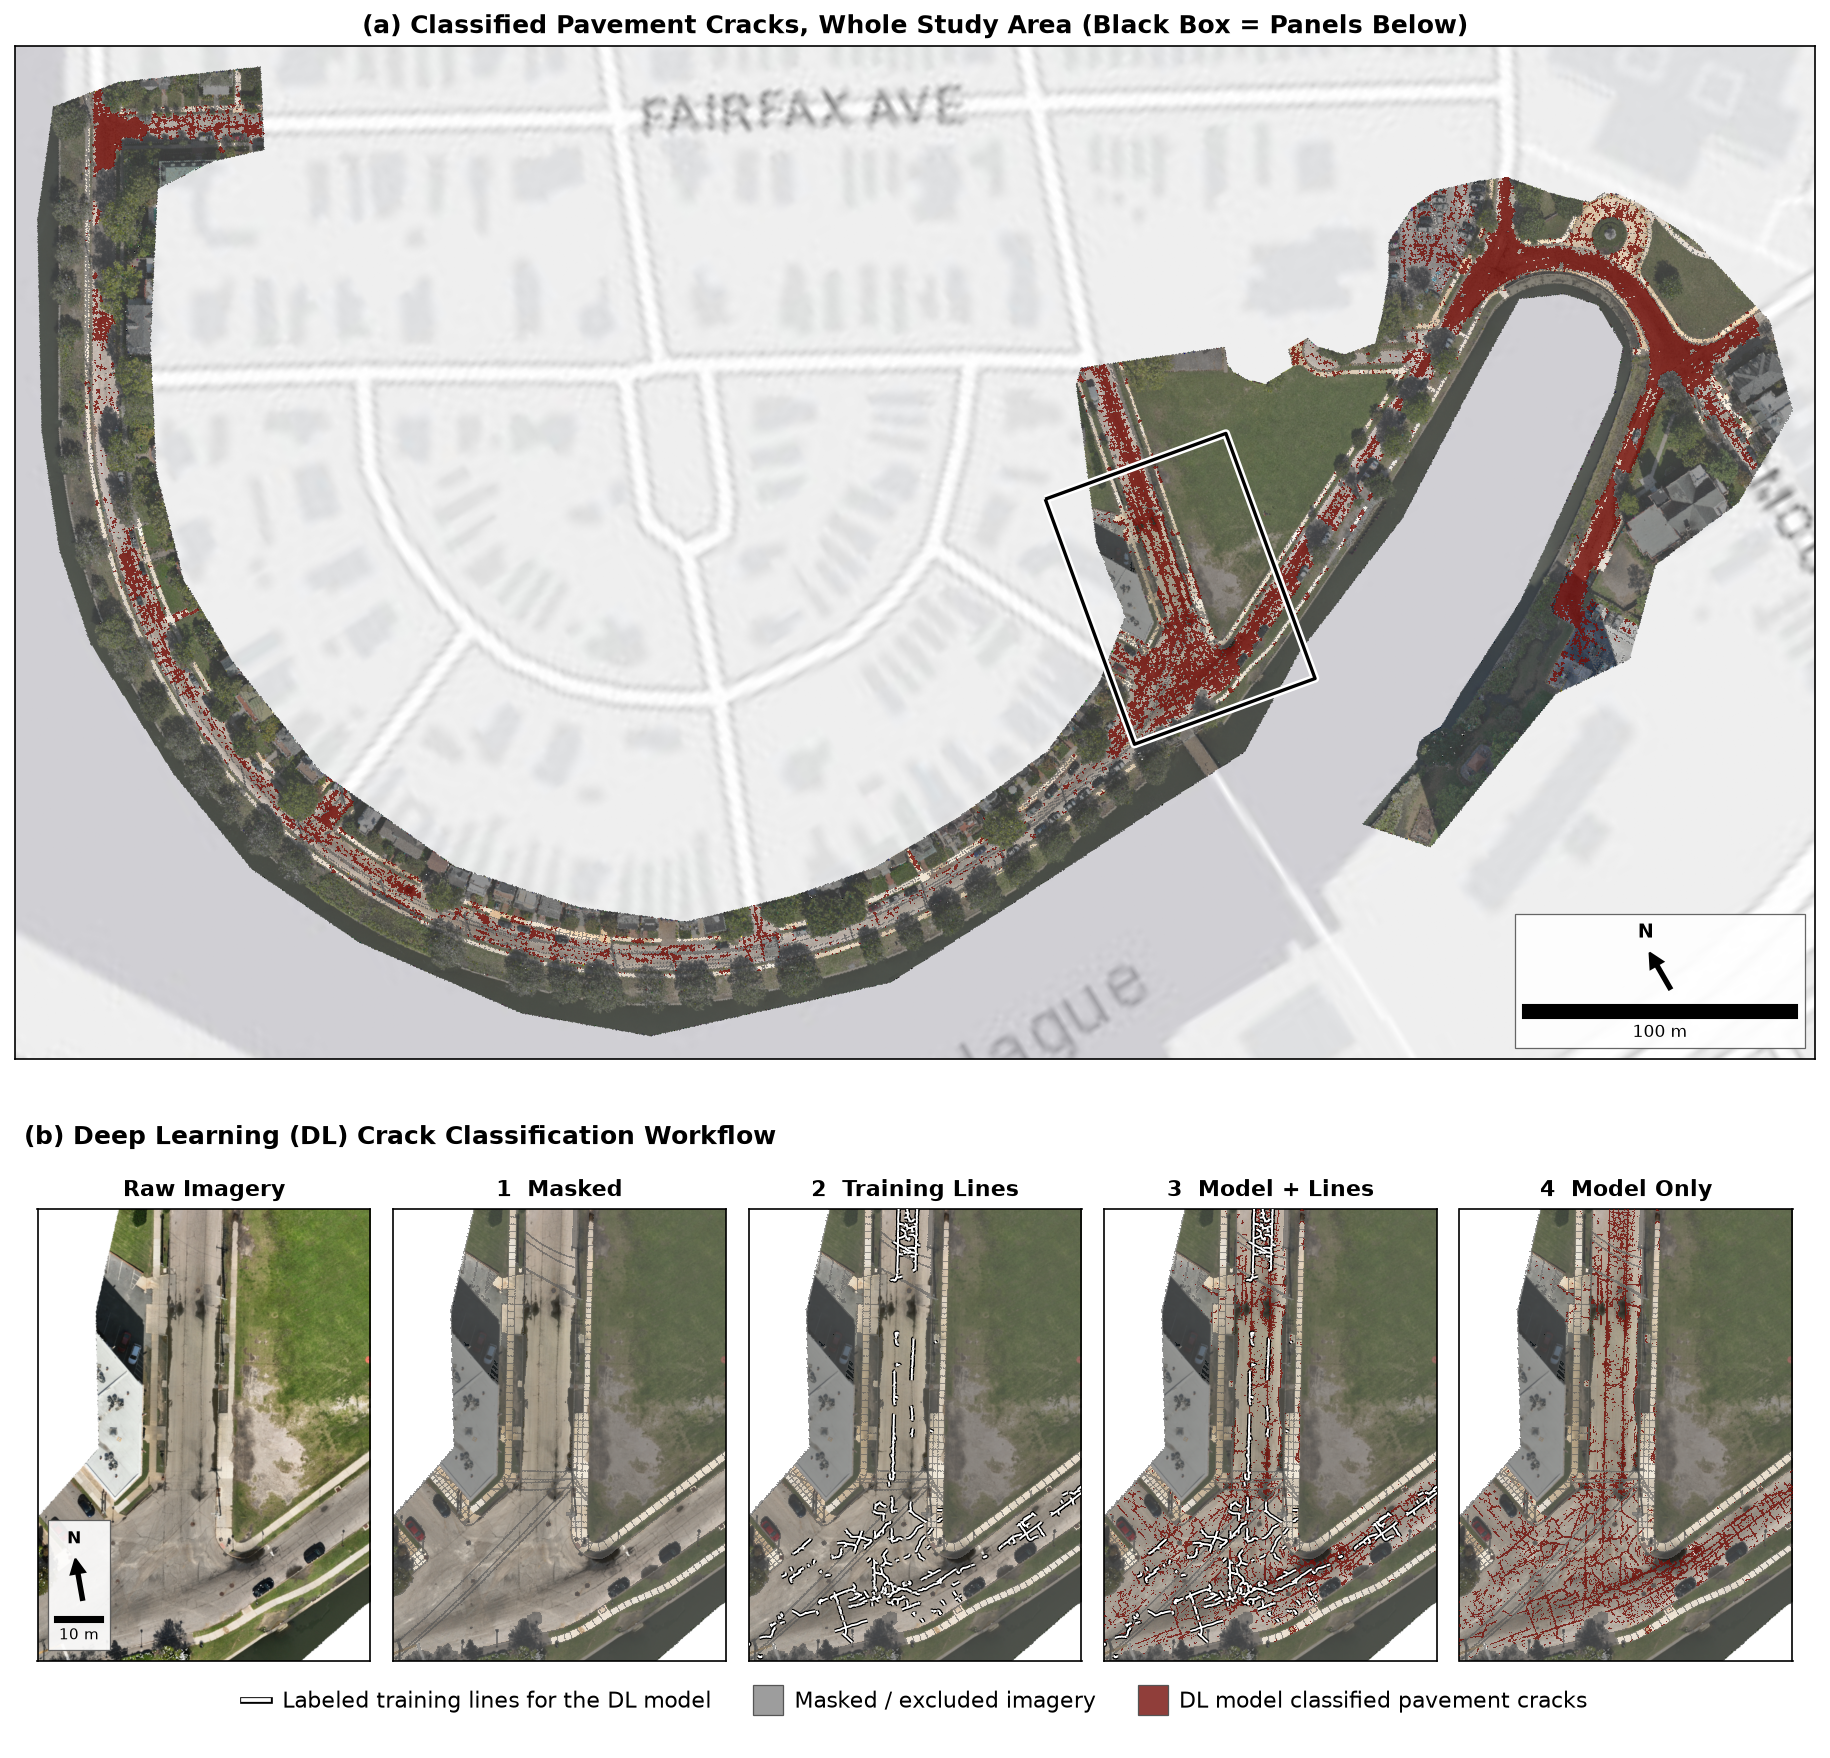 (a) Classified Pavement Cracks, Whole Study Area (Black Box = Panels Below)
FAIRFAX AVE
lague
N
100 m
(b) Deep Learning (DL) Crack Classification Workflow
Raw Imagery
1 Masked
2 Training Lines
3 Model + Lines
4 Model Only
N
10 m
Labeled training lines for the DL model
Masked / excluded imagery
DL model classified pavement cracks